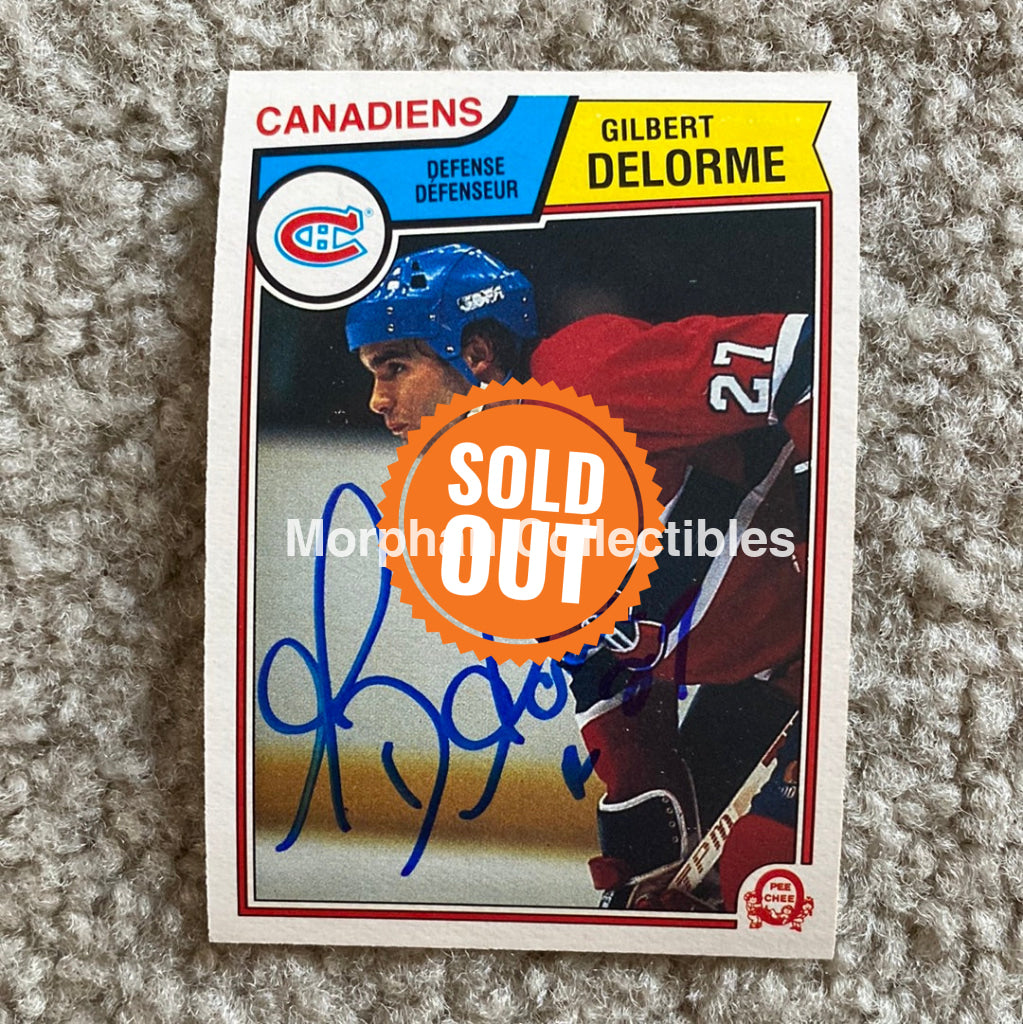 CANADIENS
GILBERT
DELORME
DEFENSE
DÉFENSEUR
C
H
®
27
SOLD
OUT
Morphan Collectibles
PEE
CHEE